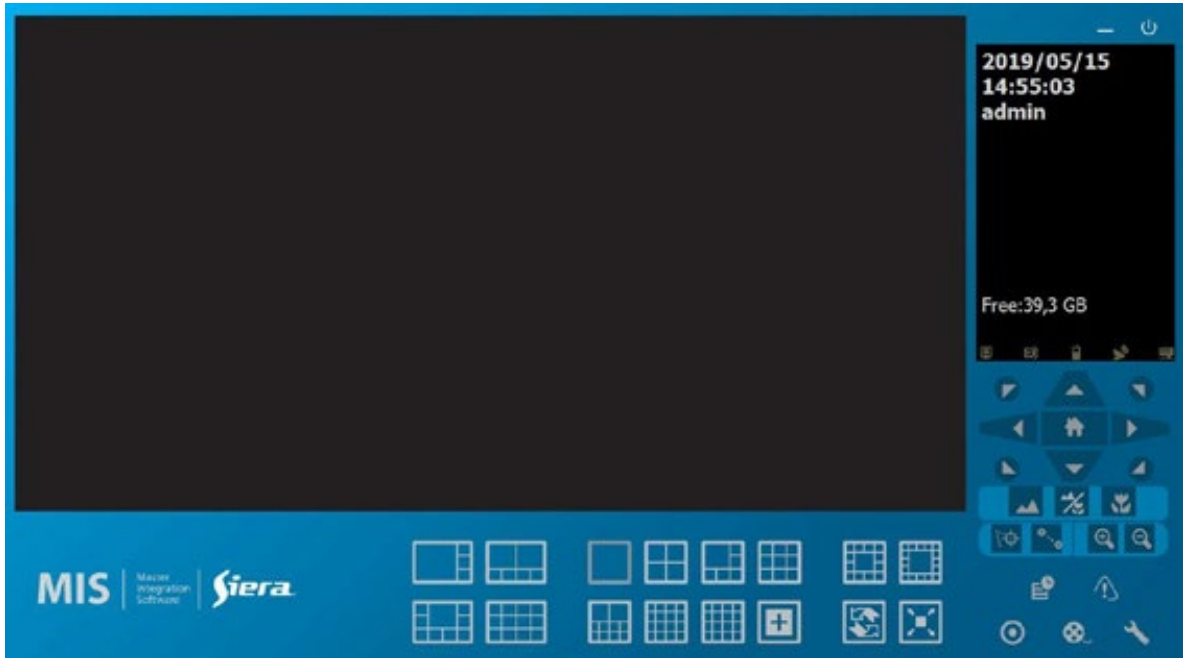 2019/05/15
14:55:03
admin
Free:39,3 GB
MIS
Master
Integration
Software
Siera